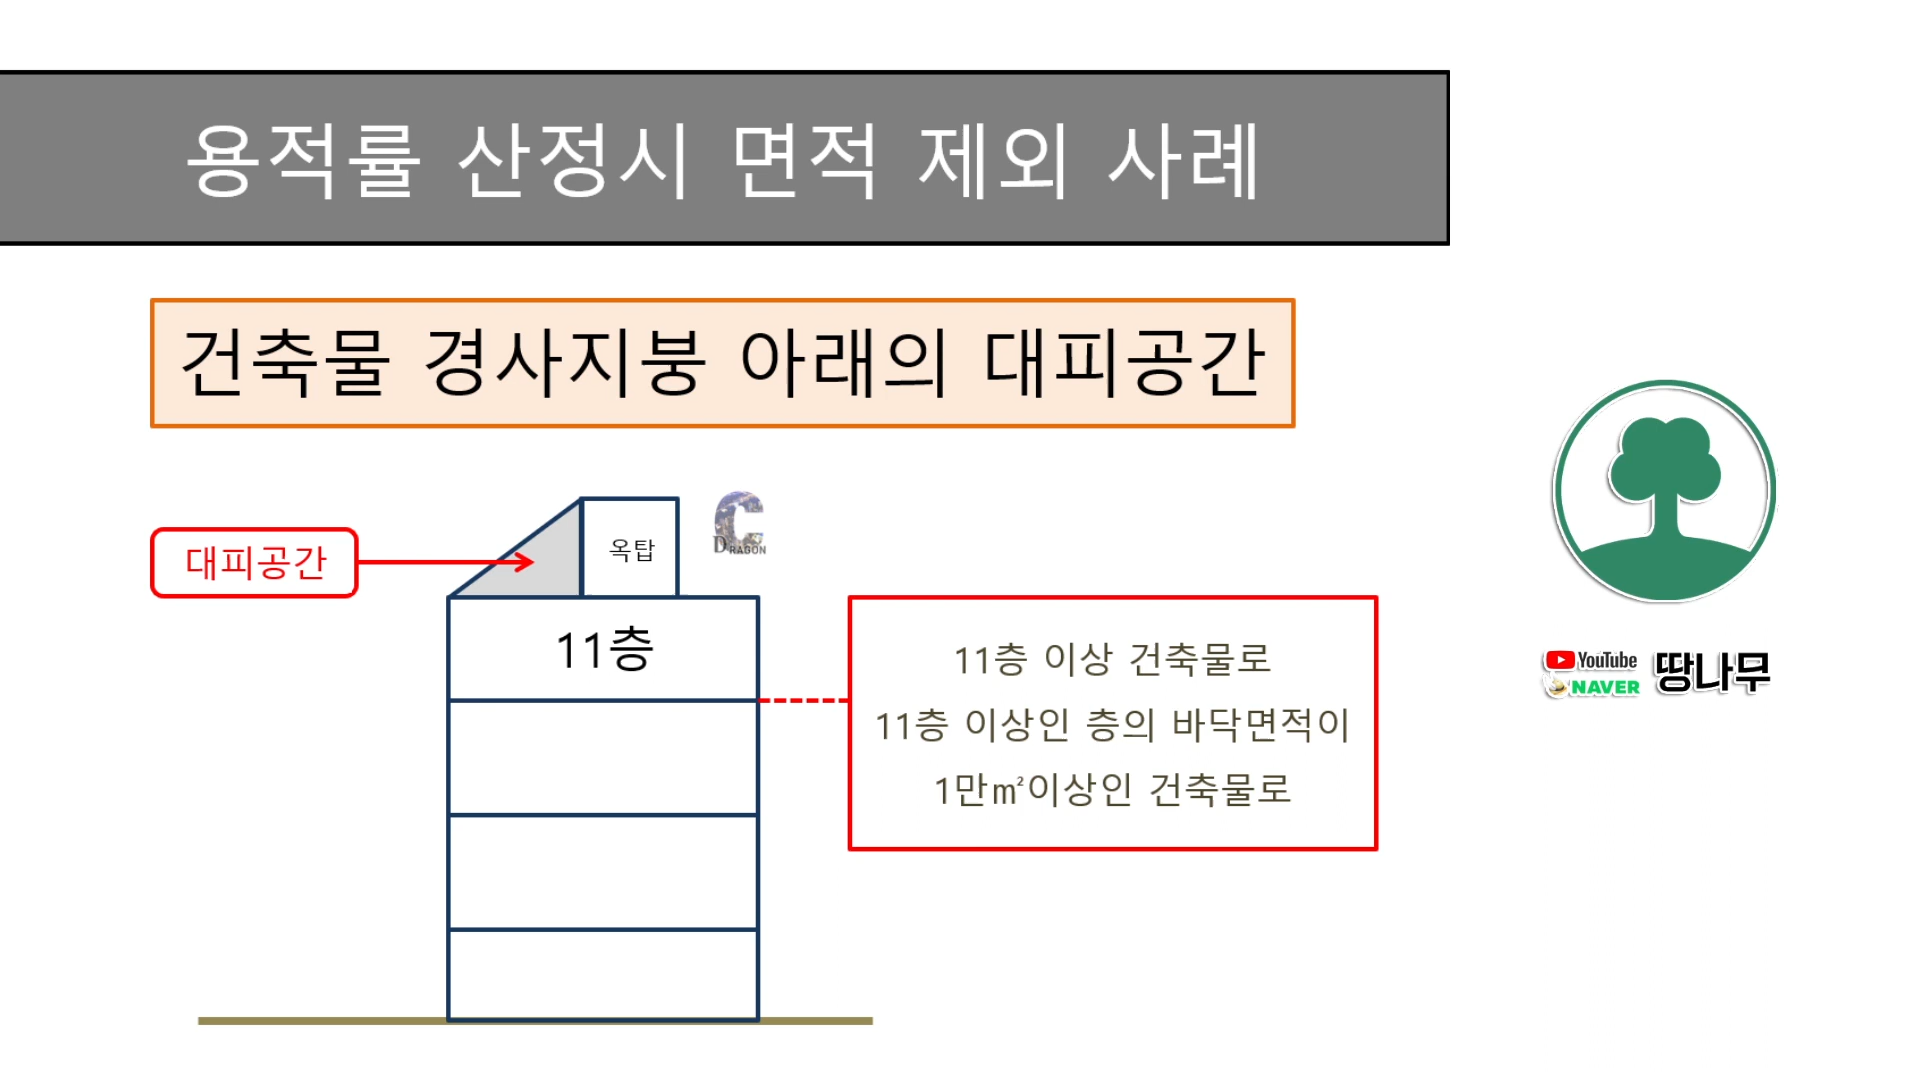 용적률 산정시 면적 제외 사례
건축물 경사지붕 아래의 대피공간
대피공간
옥탑
C
DRAGON
11층
11층 이상 건축물로
11층 이상인 층의 바닥면적이
1만㎡이상인 건축물로
YouTube
NAVER
땅나무